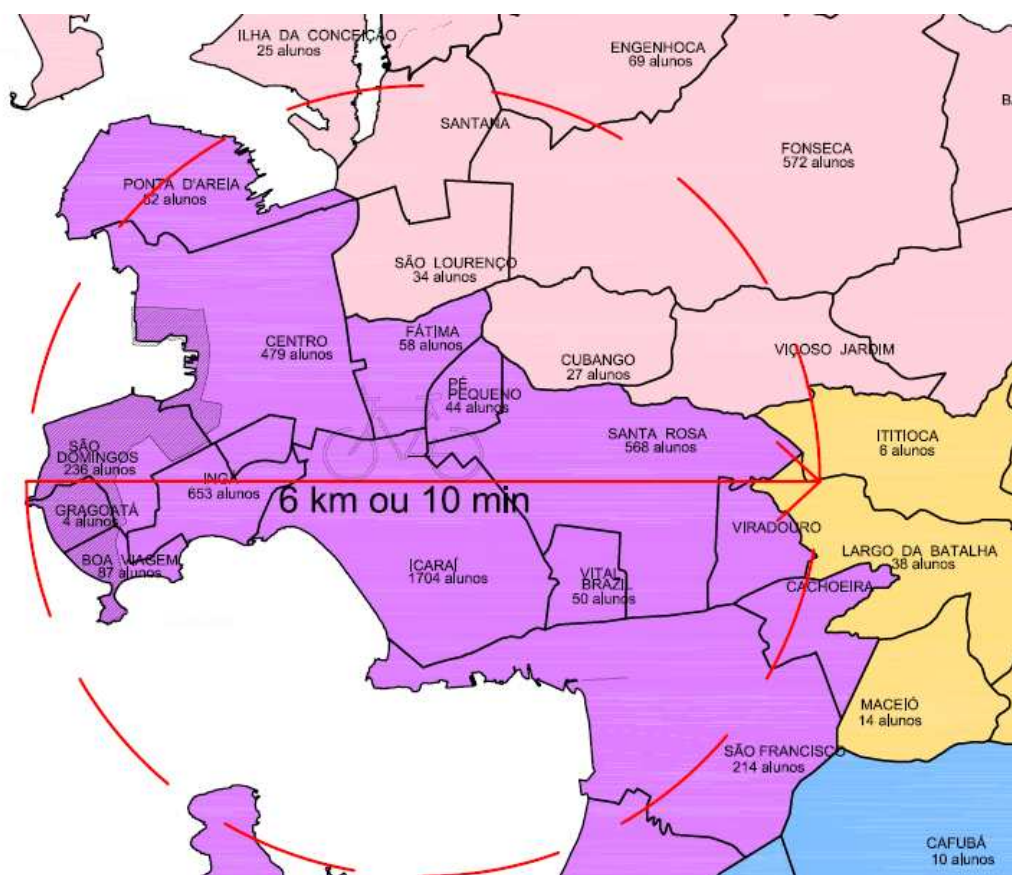 ILHA DA CONCEIÇÃO
25 alunos
ENGENHOCA
69 alunos
SANTANA
FONSECA
572 alunos
PONTA D'AREIA
62 alunos
SÃO LOURENÇO
34 alunos
CENTRO
479 alunos
FÁTIMA
58 alunos
CUBANGO
27 alunos
VIÇOSO JARDIM
PÉ
PEQUENO
44 alunos
SANTA ROSA
568 alunos
ITITIOCA
6 alunos
SÃO
DOMINGOS
236 alunos
INGÁ
653 alunos
6 km ou 10 min
GRAGOATÁ
4 alunos
BOA VIAGEM
87 alunos
ICARAÍ
1704 alunos
VITAL
BRAZIL
50 alunos
VIRADOURO
LARGO DA BATALHA
38 alunos
CACHOEIRA
MACEIÓ
14 alunos
SÃO FRANCISCO
214 alunos
CAFUBÁ
10 alunos